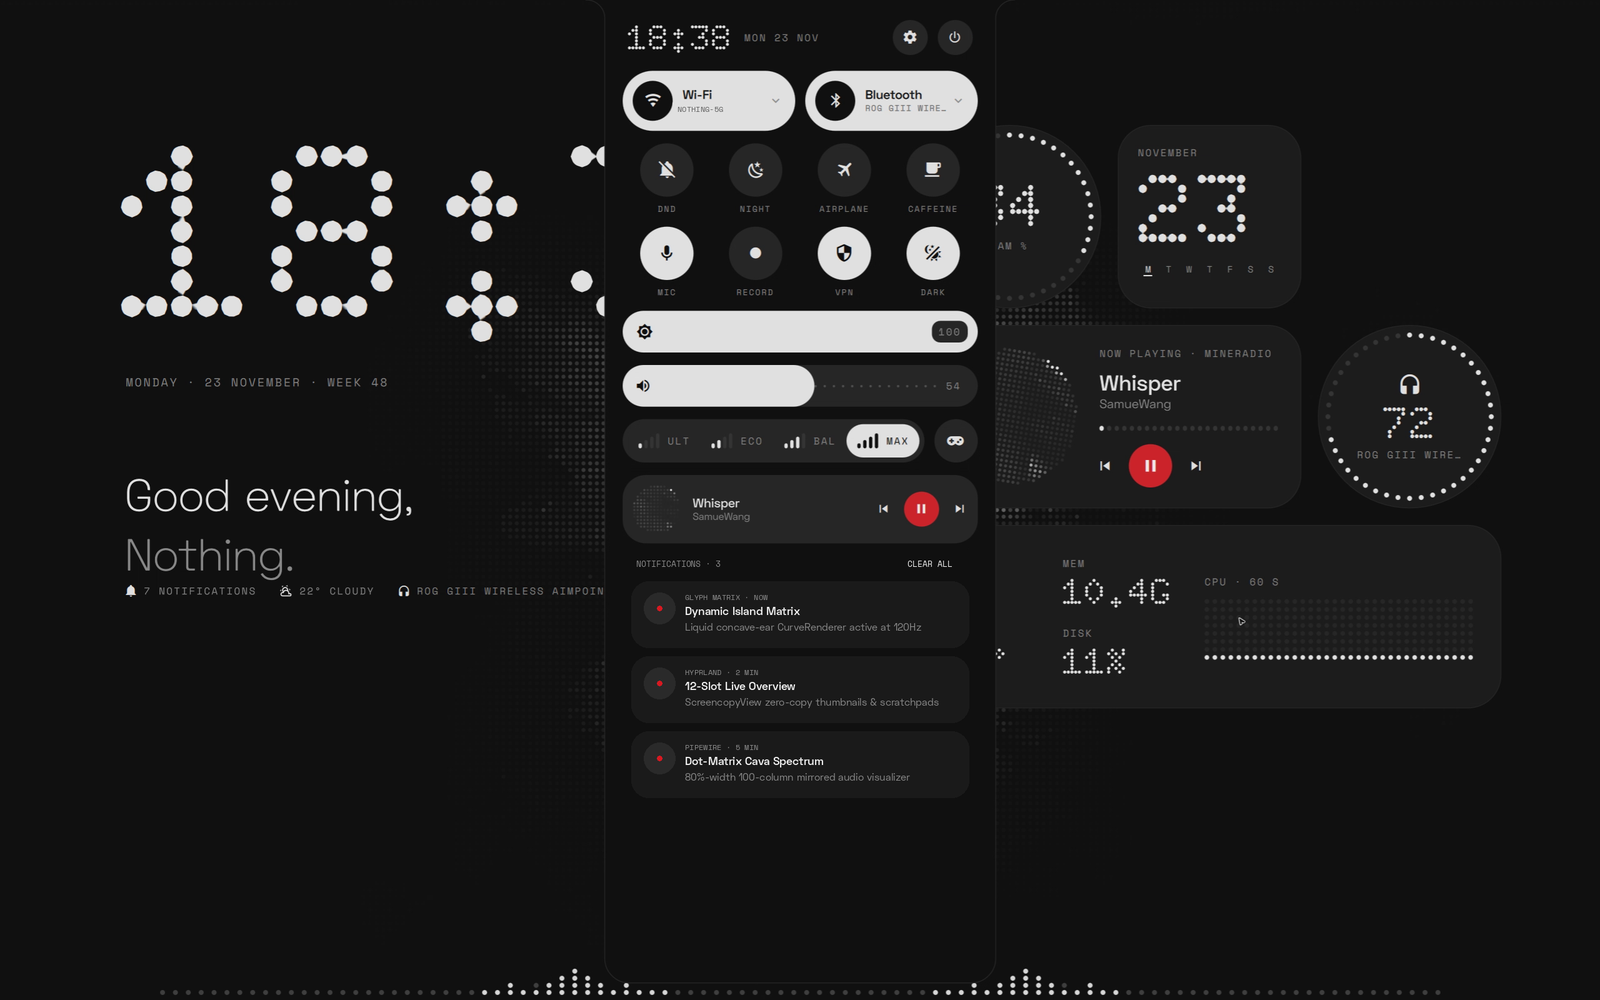 18:38 MON 23 NOV
Wi-Fi
NOTHING-5G
Bluetooth
ROG GIII WIRE…
DND NIGHT AIRPLANE CAFFEINE
MIC RECORD VPN DARK
100
54
ULT ECO BAL MAX
Whisper
SamueWang
NOTIFICATIONS · 3 CLEAR ALL
GLYPH MATRIX · NOW
Dynamic Island Matrix
Liquid concave-ear CurveRenderer active at 120Hz
HYPRLAND · 2 MIN
12-Slot Live Overview
ScreencopyView zero-copy thumbnails & scratchpads
PIPEWIRE · 5 MIN
Dot-Matrix Cava Spectrum
80%-width 100-column mirrored audio visualizer
18:
MONDAY · 23 NOVEMBER · WEEK 48
Good evening,
Nothing.
7 NOTIFICATIONS 22° CLOUDY ROG GIII WIRELESS AIMPOIN
4
AM %
NOVEMBER
23
M T W T F S S
NOW PLAYING · MINERADIO
Whisper
SamueWang
72
ROG GIII WIRE…
MEM
10.4G
DISK
11%
CPU · 60 S